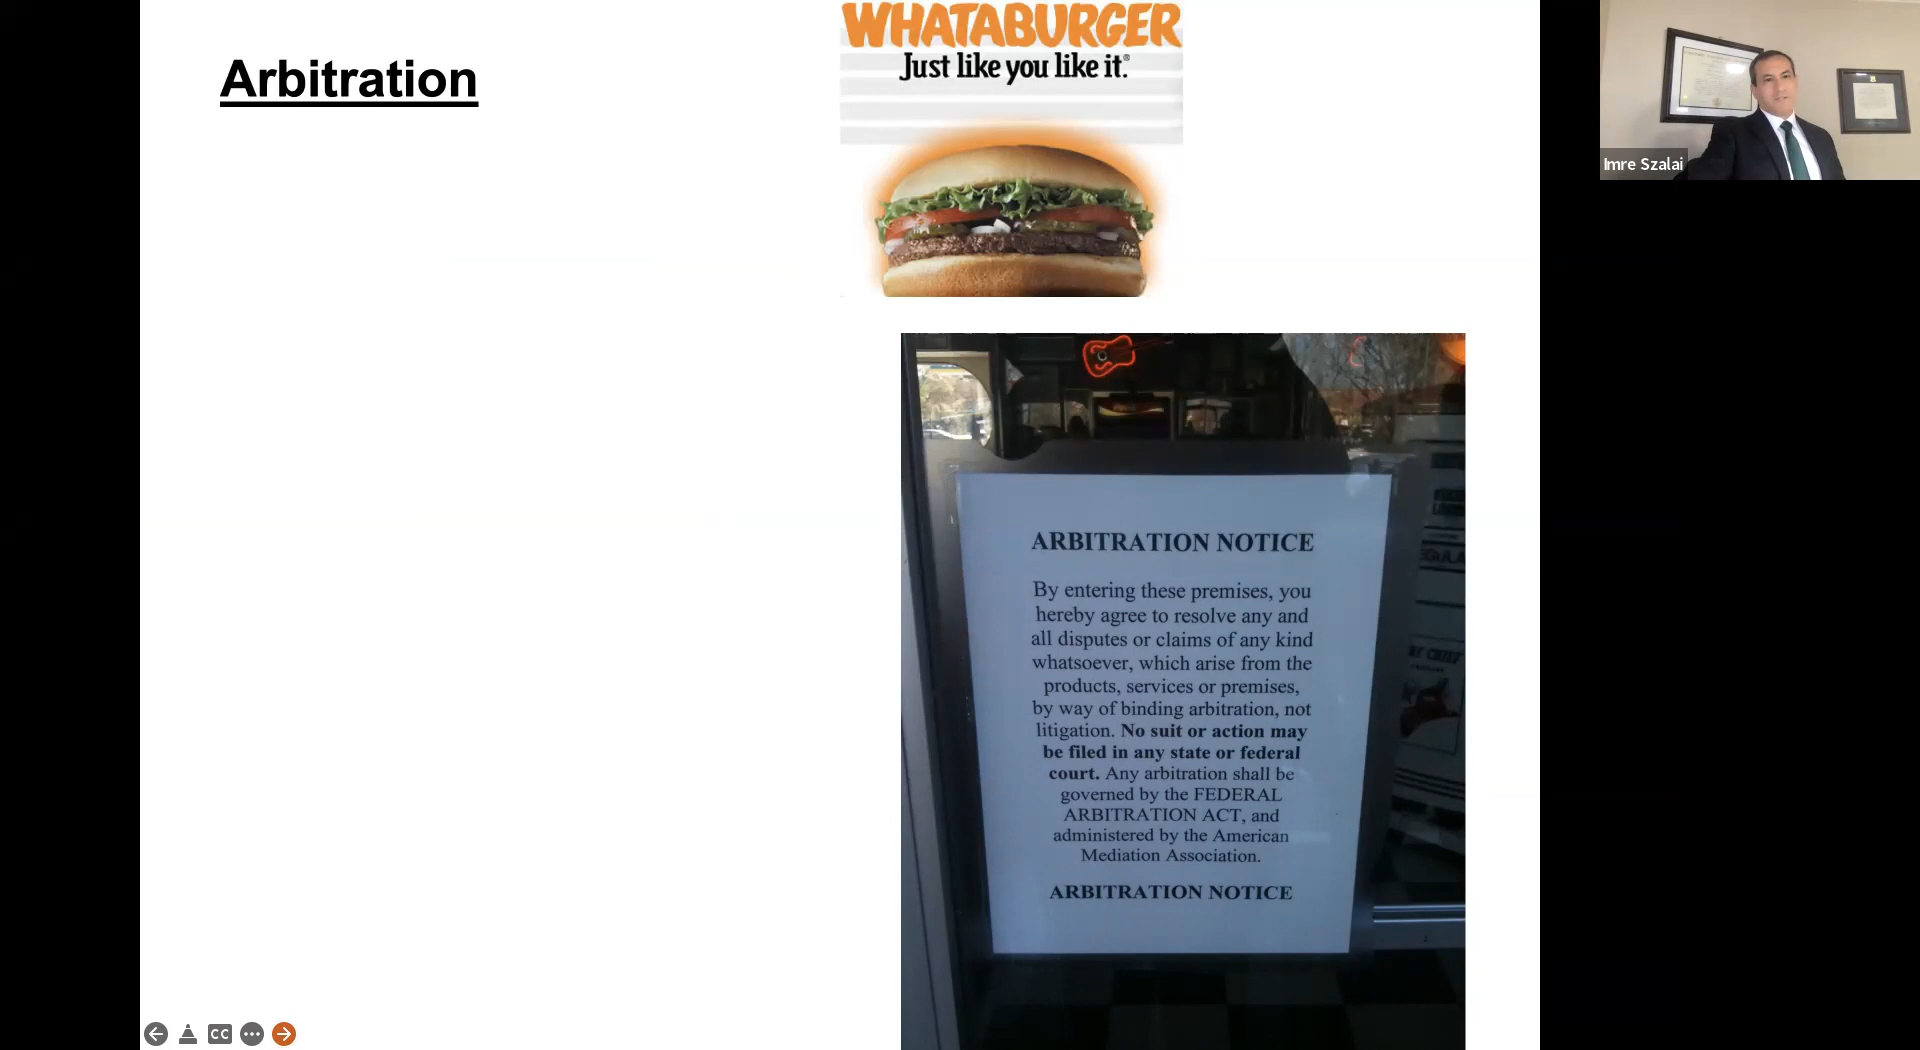 Arbitration
WHATABURGER
Just like you like it.®
Imre Szalai
ARBITRATION NOTICE
By entering these premises, you
hereby agree to resolve any and
all disputes or claims of any kind
whatsoever, which arise from the
products, services or premises,
by way of binding arbitration, not
litigation. No suit or action may
be filed in any state or federal
court. Any arbitration shall be
governed by the FEDERAL
ARBITRATION ACT, and
administered by the American
Mediation Association.
ARBITRATION NOTICE
CC